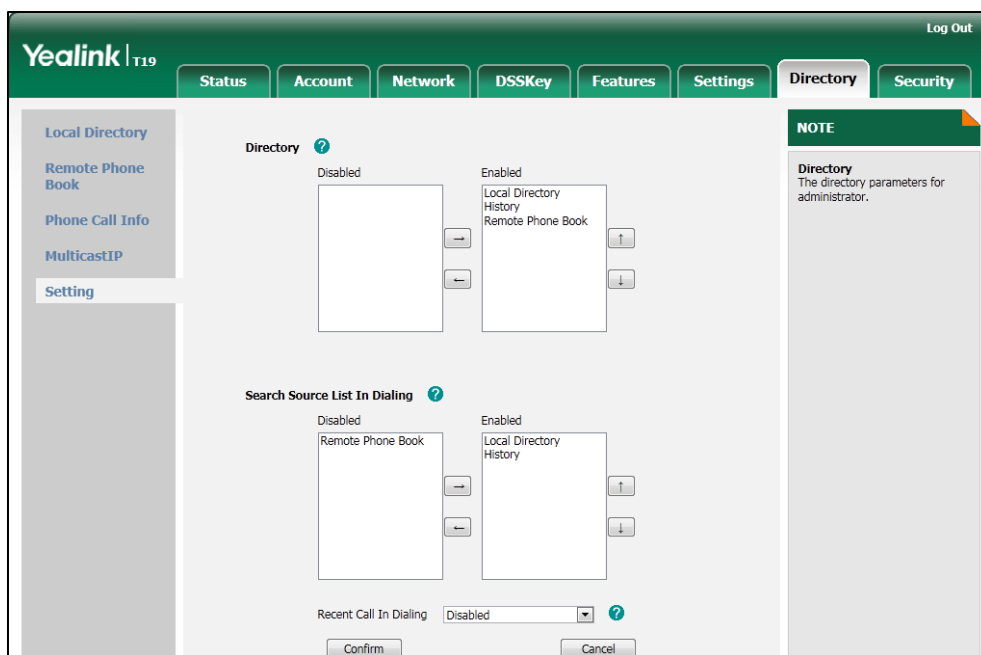 Log Out
Yealink T19
Status Account Network DSSKey Features Settings Directory Security
Local Directory
Remote Phone
Book
Phone Call Info
MulticastIP
Setting
Directory ?
Disabled Enabled
Local Directory
History
Remote Phone Book
→ ↑
← ↓
Search Source List In Dialing ?
Disabled Enabled
Remote Phone Book
Local Directory
History
→ ↑
← ↓
Recent Call In Dialing Disabled ?
Confirm Cancel
NOTE
Directory
The directory parameters for
administrator.